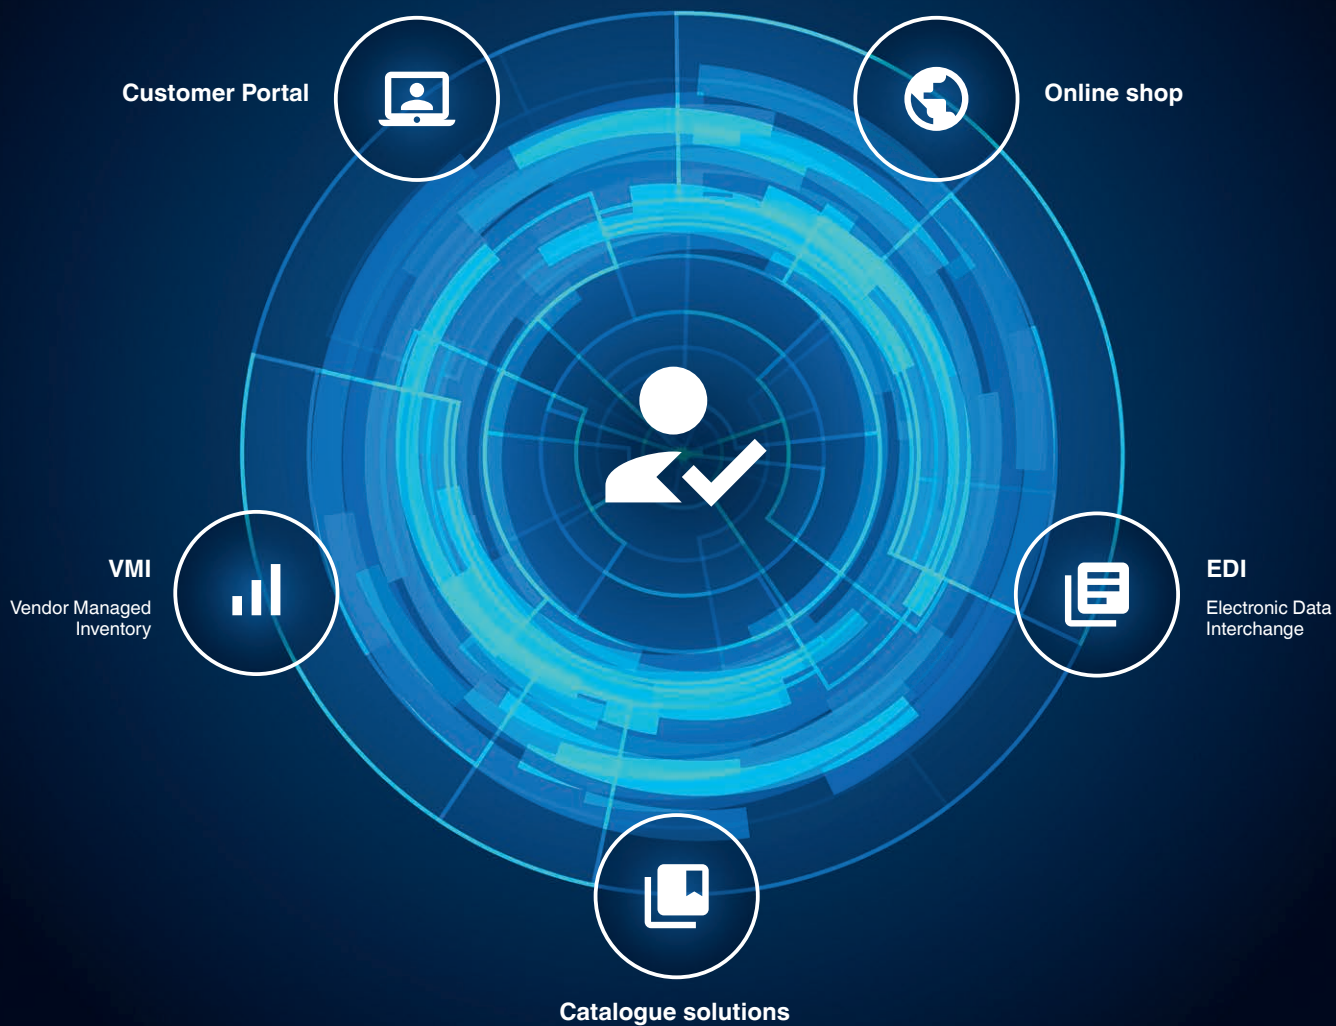 Customer Portal
Online shop
VMI
Vendor Managed
Inventory
EDI
Electronic Data
Interchange
Catalogue solutions